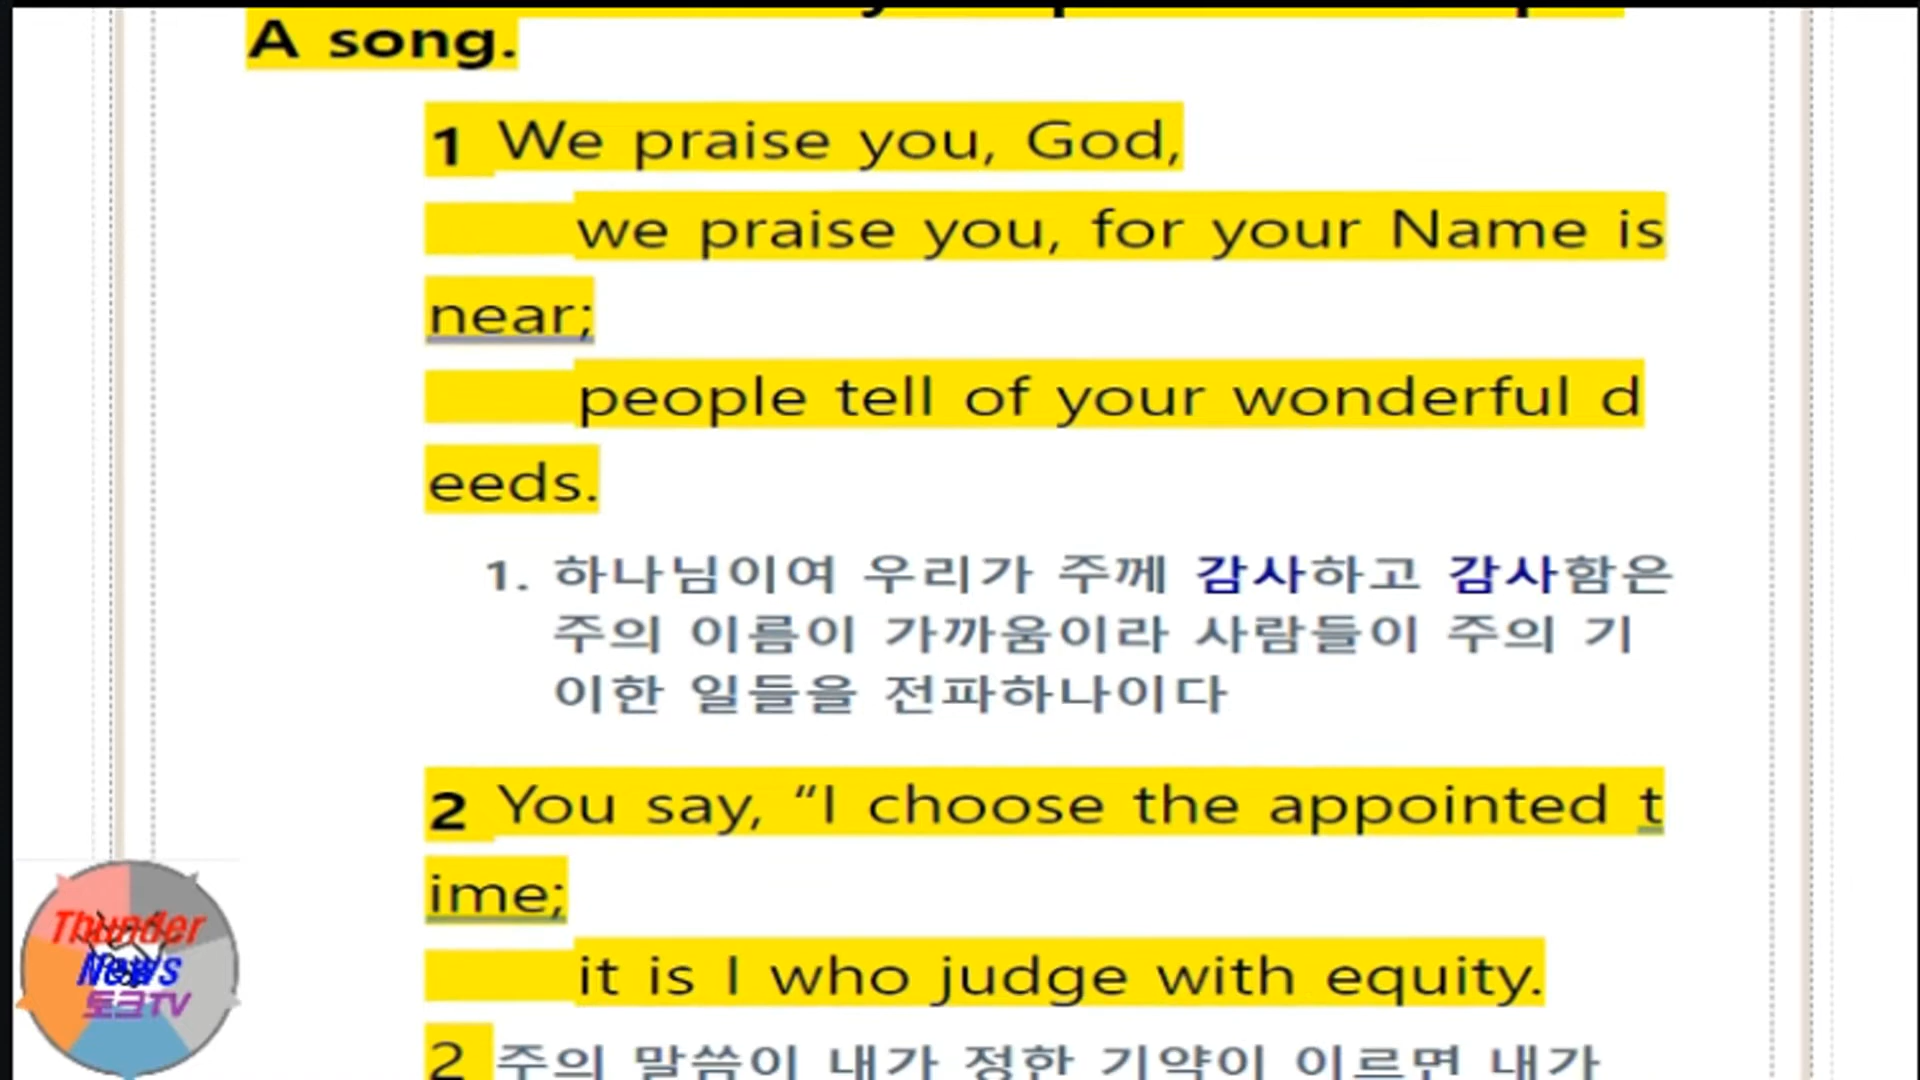 A song.
1 We praise you, God,
we praise you, for your Name is
near;
people tell of your wonderful d
eeds.
1. 하나님이여 우리가 주께 감사하고 감사함은
주의 이름이 가까움이라 사람들이 주의 기
이한 일들을 전파하나이다
2 You say, “I choose the appointed t
ime;
it is I who judge with equity.
2 주의 말씀이 내가 정한 기약이 이르면 내가
Thunder
News
토크TV